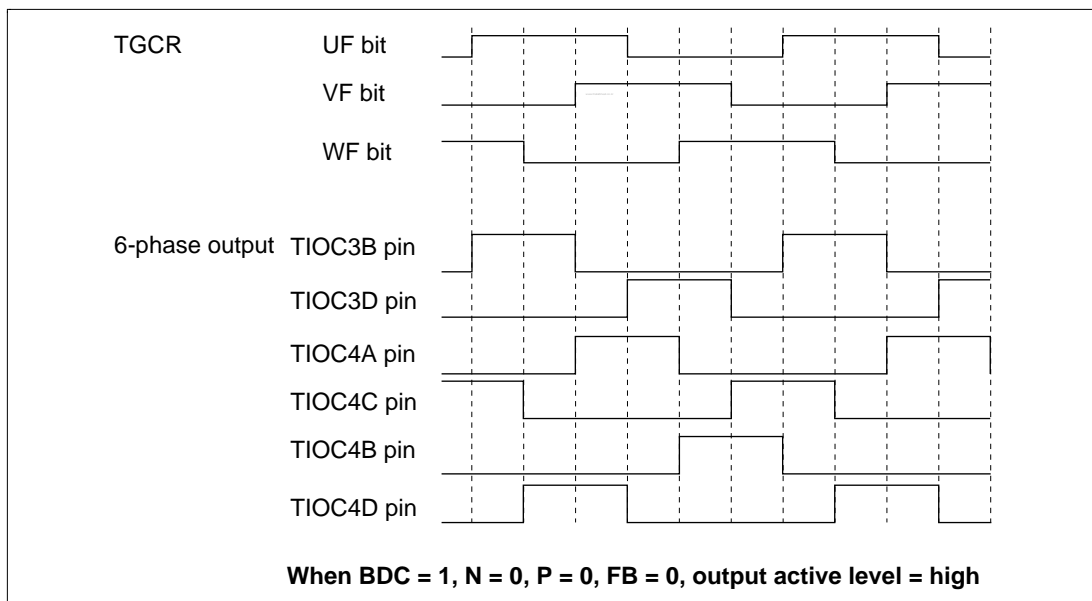 TGCR UF bit
VF bit
WF bit
6-phase output TIOC3B pin
TIOC3D pin
TIOC4A pin
TIOC4C pin
TIOC4B pin
TIOC4D pin
When BDC = 1, N = 0, P = 0, FB = 0, output active level = high